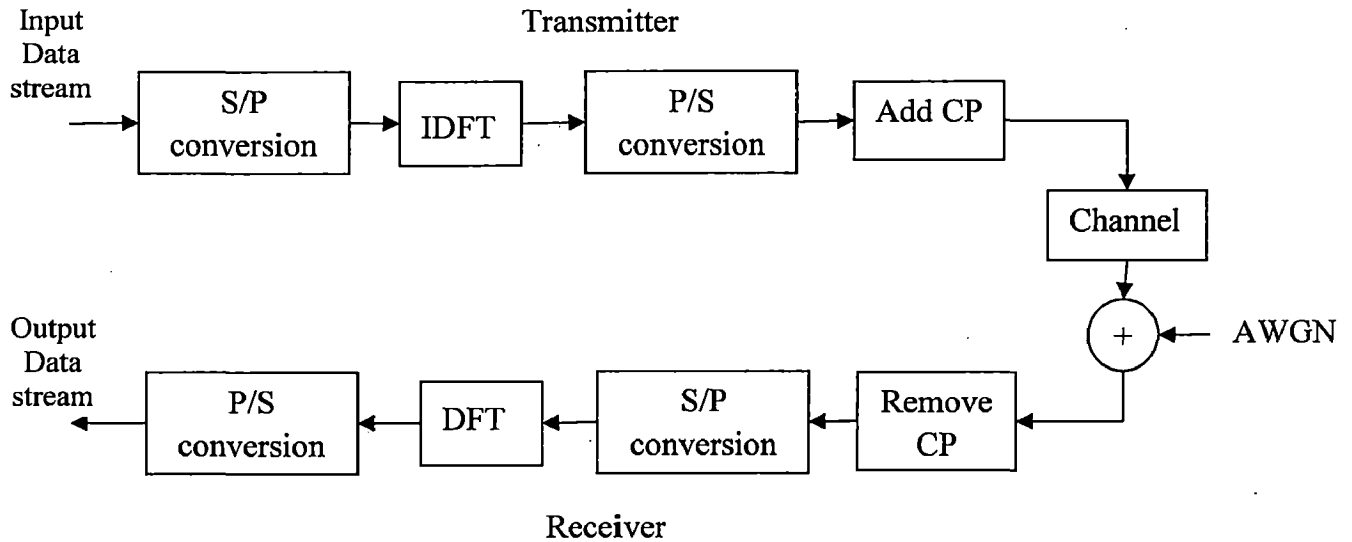 Input
Data
stream
Transmitter
S/P
conversion
IDFT
P/S
conversion
Add CP
Channel
+
AWGN
Output
Data
stream
P/S
conversion
DFT
S/P
conversion
Remove
CP
Receiver